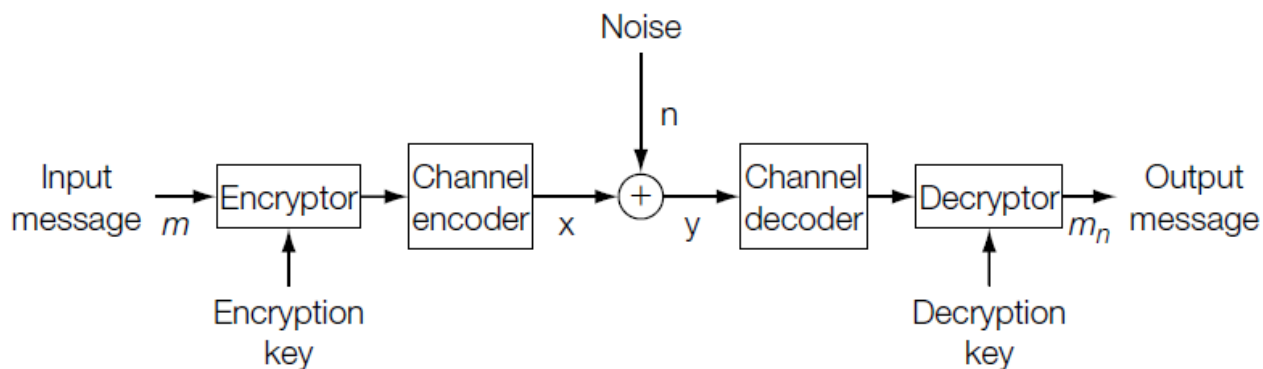 Noise
n
Input
message
m
Encryptor
Channel
encoder
x
+
y
Channel
decoder
Decryptor
mn
Output
message
Encryption
key
Decryption
key